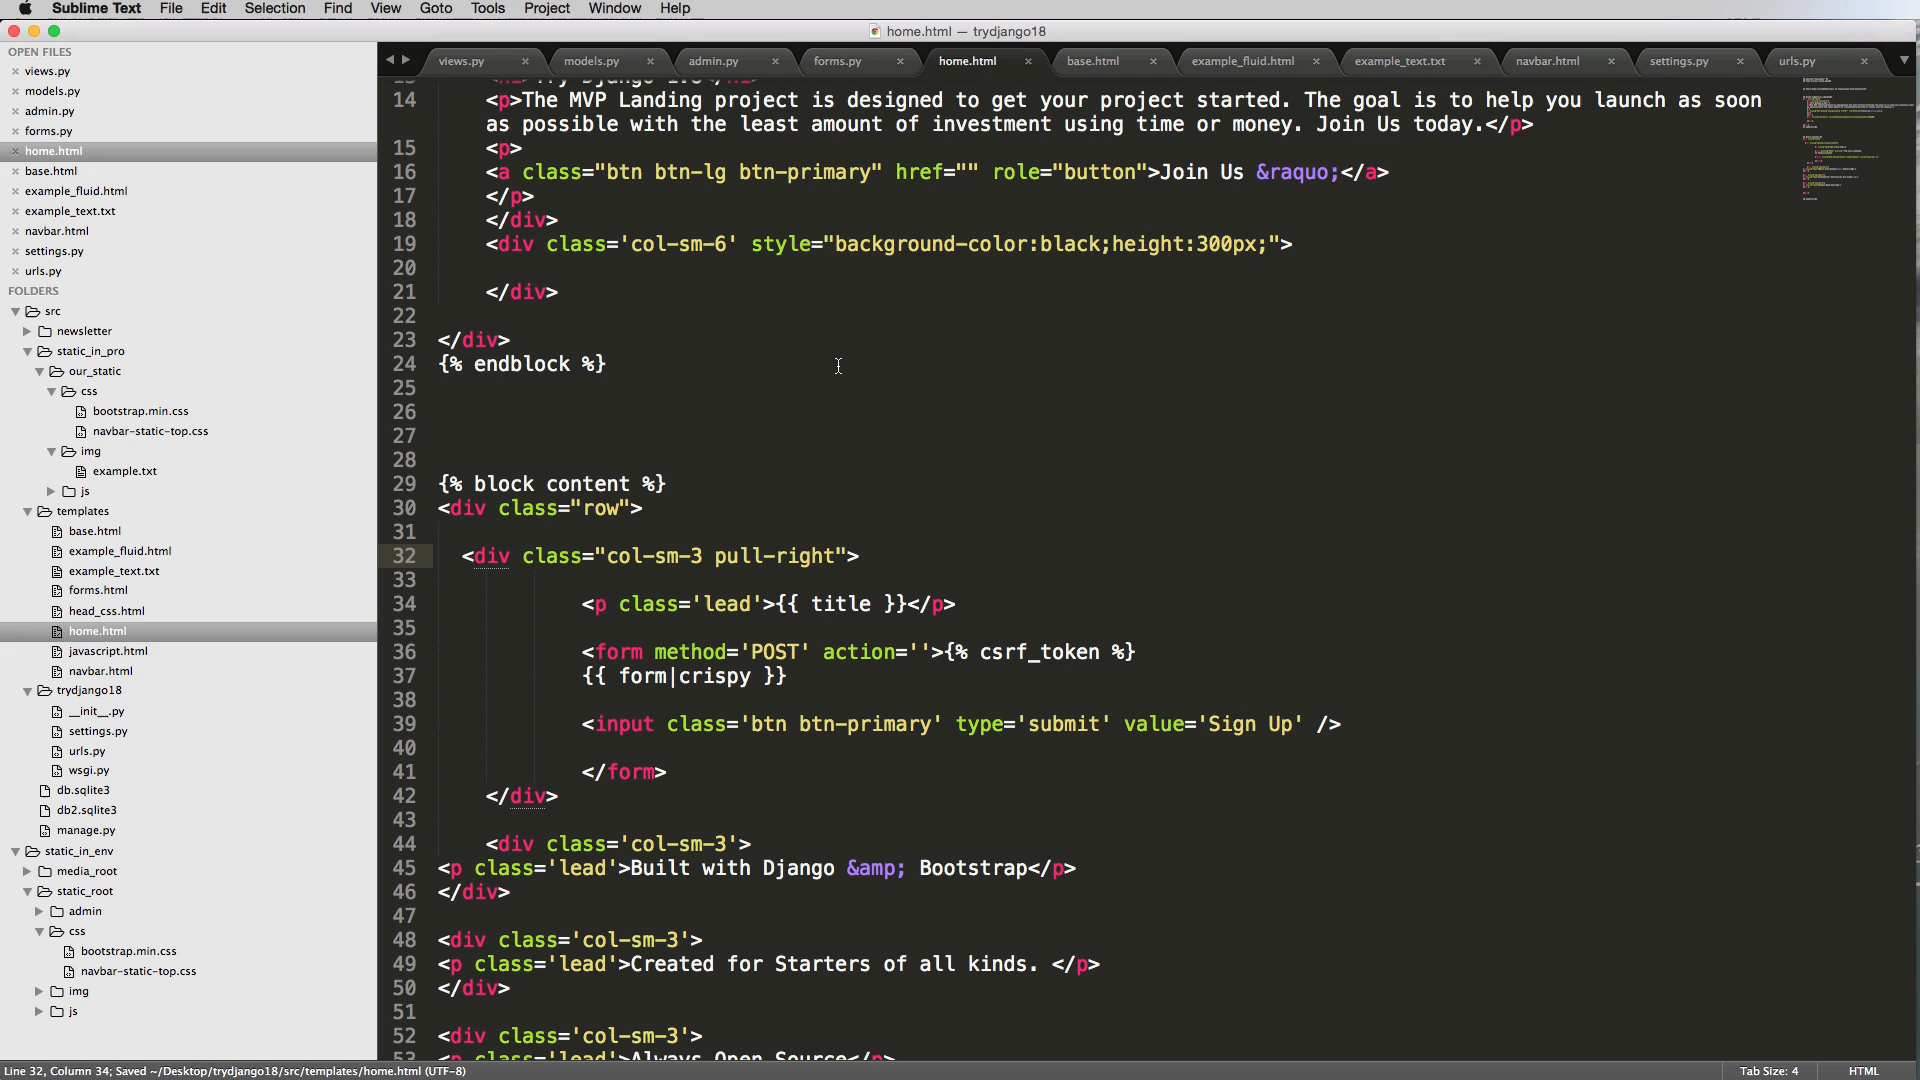 Sublime Text File Edit Selection Find View Goto Tools Project Window Help
home.html — trydjango18
OPEN FILES
views.py
models.py
admin.py
forms.py
home.html
base.html
example_fluid.html
example_text.txt
navbar.html
settings.py
urls.py
FOLDERS
src
newsletter
static_in_pro
our_static
css
bootstrap.min.css
navbar-static-top.css
img
example.txt
js
templates
base.html
example_fluid.html
example_text.txt
forms.html
head_css.html
home.html
javascript.html
navbar.html
trydjango18
__init__.py
settings.py
urls.py
wsgi.py
db.sqlite3
db2.sqlite3
manage.py
static_in_env
media_root
static_root
admin
css
bootstrap.min.css
navbar-static-top.css
img
js
views.py models.py admin.py forms.py home.html base.html example_fluid.html example_text.txt navbar.html settings.py urls.py
14 <p>The MVP Landing project is designed to get your project started. The goal is to help you launch as soon
as possible with the least amount of investment using time or money. Join Us today.</p>
15 <p>
16 <a class="btn btn-lg btn-primary" href="" role="button">Join Us &raquo;</a>
17 </p>
18 </div>
19 <div class='col-sm-6' style="background-color:black;height:300px;">
20
21 </div>
22
23 </div>
24 {% endblock %}
25
26
27
28
29 {% block content %}
30 <div class="row">
31
32 <div class="col-sm-3 pull-right">
33
34 <p class='lead'>{{ title }}</p>
35
36 <form method='POST' action=''>{% csrf_token %}
37 {{ form|crispy }}
38
39 <input class='btn btn-primary' type='submit' value='Sign Up' />
40
41 </form>
42 </div>
43
44 <div class='col-sm-3'>
45 <p class='lead'>Built with Django &amp; Bootstrap</p>
46 </div>
47
48 <div class='col-sm-3'>
49 <p class='lead'>Created for Starters of all kinds. </p>
50 </div>
51
52 <div class='col-sm-3'>
53 <p class='lead'>Always Open Source</p>
Line 32, Column 34; Saved ~/Desktop/trydjango18/src/templates/home.html (UTF-8)
Tab Size: 4 HTML